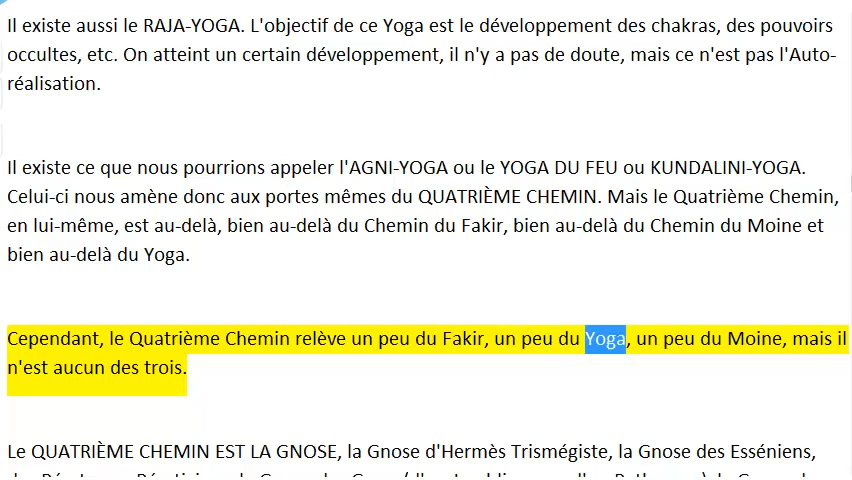 Il existe aussi le RAJA-YOGA. L'objectif de ce Yoga est le développement des chakras, des pouvoirs
occultes, etc. On atteint un certain développement, il n'y a pas de doute, mais ce n'est pas l'Auto-
réalisation.
Il existe ce que nous pourrions appeler l'AGNI-YOGA ou le YOGA DU FEU ou KUNDALINI-YOGA.
Celui-ci nous amène donc aux portes mêmes du QUATRIÈME CHEMIN. Mais le Quatrième Chemin,
en lui-même, est au-delà, bien au-delà du Chemin du Fakir, bien au-delà du Chemin du Moine et
bien au-delà du Yoga.
Cependant, le Quatrième Chemin relève un peu du Fakir, un peu du Yoga, un peu du Moine, mais il
n'est aucun des trois.
Le QUATRIÈME CHEMIN EST LA GNOSE, la Gnose d'Hermès Trismégiste, la Gnose des Esséniens,